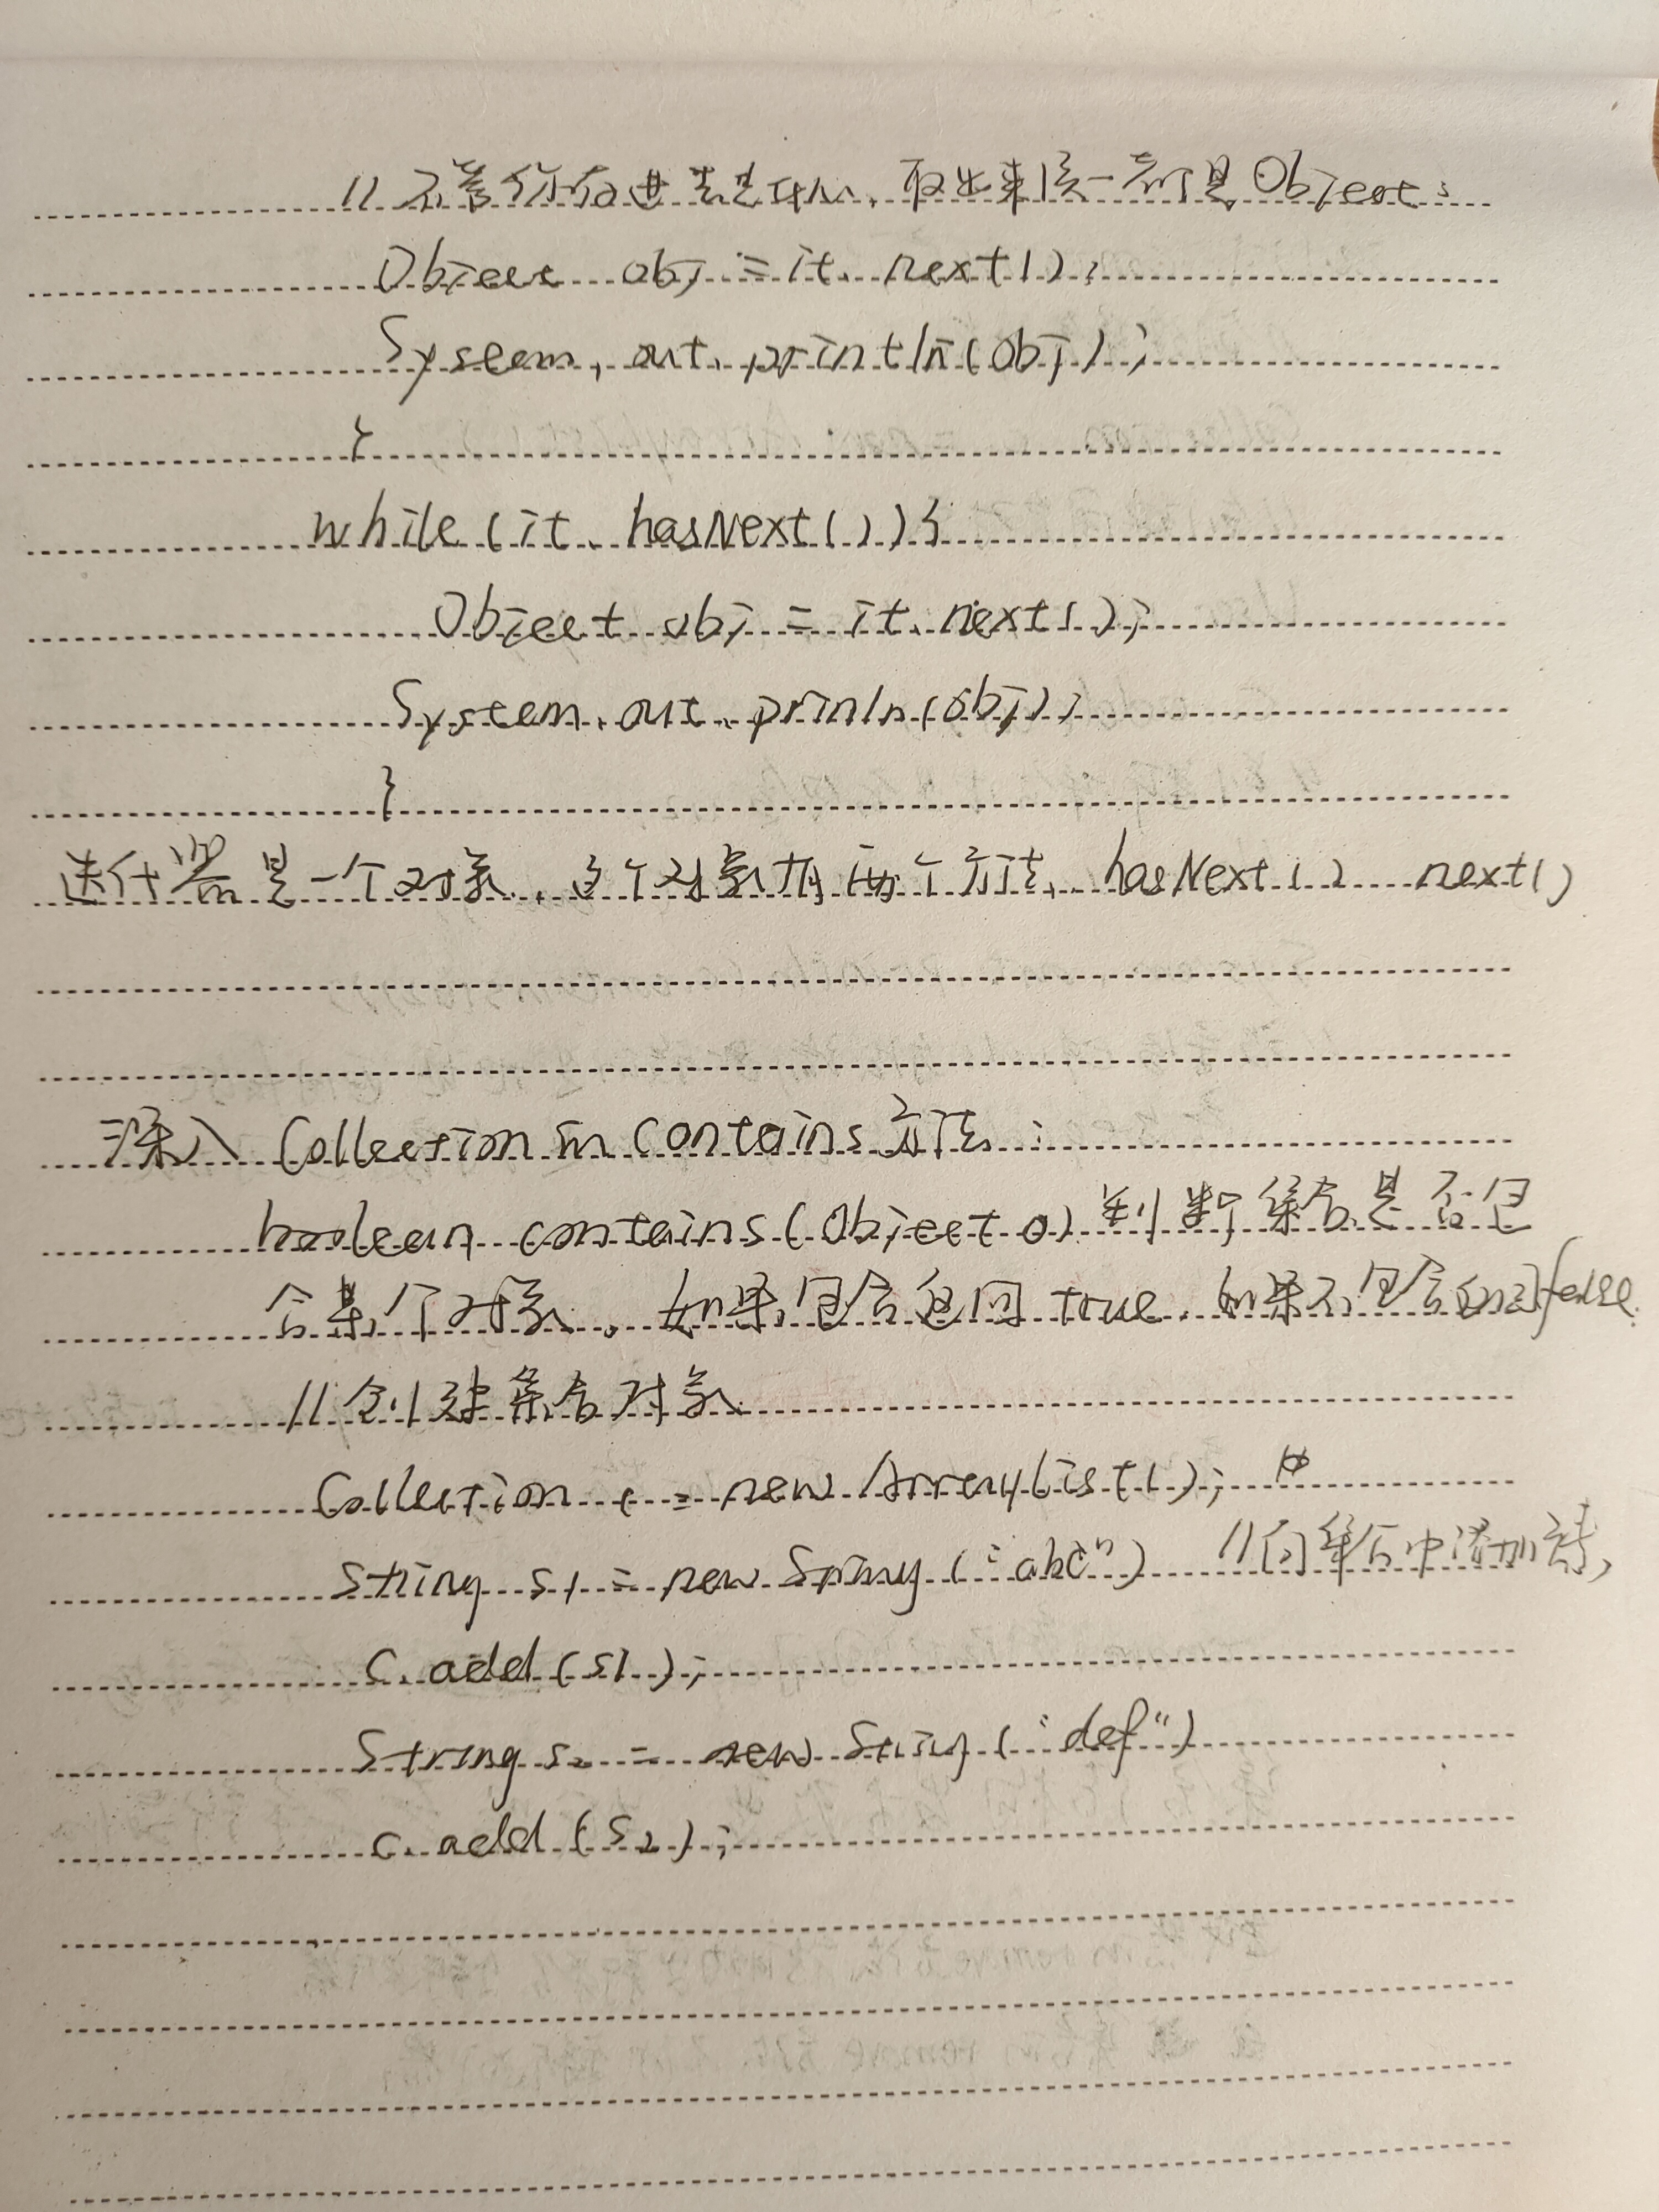 // 不管你存进去是什么,取出来后一定是Object;
Object obj = it.next();
System.out.println(obj);
}
while(it.hasNext()){
Object obj = it.next();
System.out.prinln(obj);
}
迭代器是一个对象,这个对象有两个方法,hasNext() next()
深入Collection的contains方法:
boolean contains(Object o)判断集合是否包
含某个对象。如果包含返回true,如果不包含返回false.
//创建集合对象
Collection c = new ArrayList();
String s1 = new String("abc") //向集合中添加元素,
c.add(s1);
String s2 = new String("def")
c.add(s2);